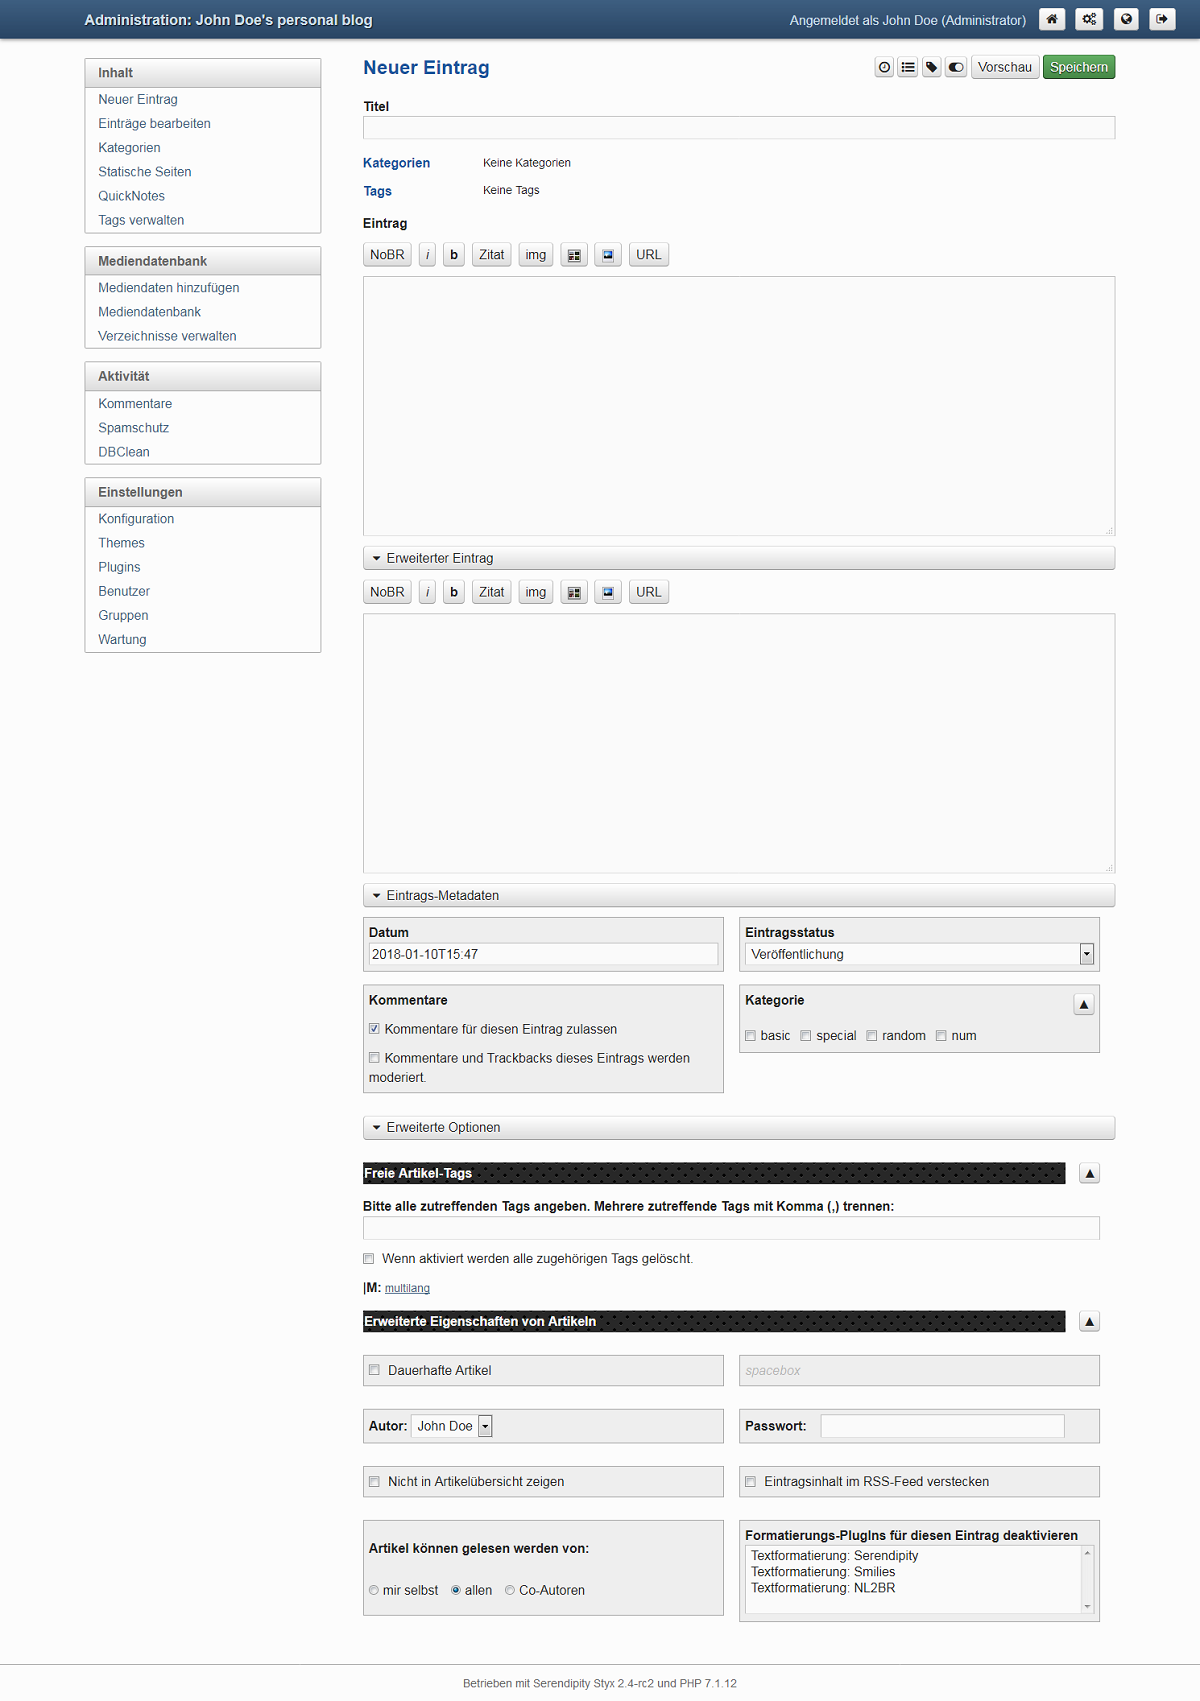 Administration: John Doe's personal blog
Angemeldet als John Doe (Administrator)
Inhalt
Neuer Eintrag
Einträge bearbeiten
Kategorien
Statische Seiten
QuickNotes
Tags verwalten
Mediendatenbank
Mediendaten hinzufügen
Mediendatenbank
Verzeichnisse verwalten
Aktivität
Kommentare
Spamschutz
DBClean
Einstellungen
Konfiguration
Themes
Plugins
Benutzer
Gruppen
Wartung
Neuer Eintrag
Vorschau Speichern
Titel
Kategorien Keine Kategorien
Tags Keine Tags
Eintrag
NoBR i b Zitat img URL
Erweiterter Eintrag
NoBR i b Zitat img URL
Eintrags-Metadaten
Datum
2018-01-10T15:47
Eintragsstatus
Veröffentlichung
Kommentare
Kommentare für diesen Eintrag zulassen
Kommentare und Trackbacks dieses Eintrags werden
moderiert.
Kategorie
basic special random num
Erweiterte Optionen
Freie Artikel-Tags
Bitte alle zutreffenden Tags angeben. Mehrere zutreffende Tags mit Komma (,) trennen:
Wenn aktiviert werden alle zugehörigen Tags gelöscht.
|M: multilang
Erweiterte Eigenschaften von Artikeln
Dauerhafte Artikel
spacebox
Autor: John Doe
Passwort:
Nicht in Artikelübersicht zeigen
Eintragsinhalt im RSS-Feed verstecken
Artikel können gelesen werden von:
mir selbst allen Co-Autoren
Formatierungs-PlugIns für diesen Eintrag deaktivieren
Textformatierung: Serendipity
Textformatierung: Smilies
Textformatierung: NL2BR
Betrieben mit Serendipity Styx 2.4-rc2 und PHP 7.1.12